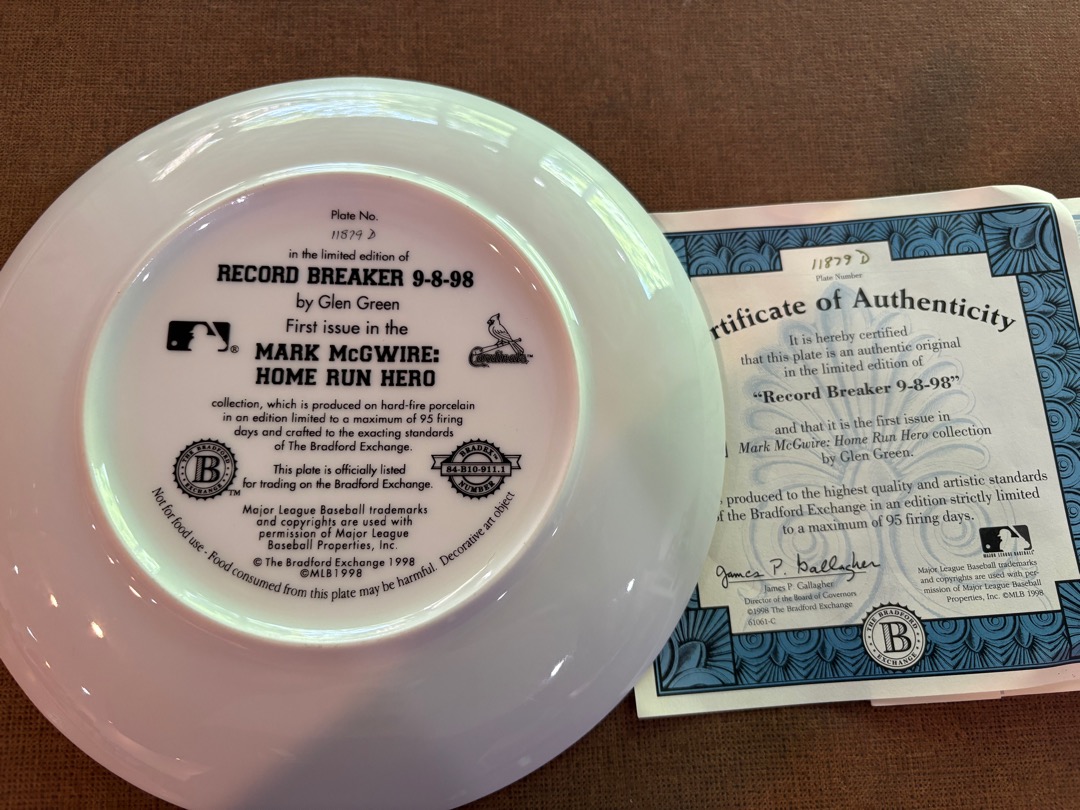 Plate No.
11879 D
in the limited edition of
RECORD BREAKER 9-8-98
by Glen Green
First issue in the
MARK McGWIRE:
HOME RUN HERO
®
Cardinals™
collection, which is produced on hard-fire porcelain
in an edition limited to a maximum of 95 firing
days and crafted to the exacting standards
of The Bradford Exchange.
THE BRADFORD
B
EXCHANGE
™
This plate is officially listed
for trading on the Bradford Exchange.
BRADEX™
84-B10-911.1
NUMBER
Major League Baseball trademarks
and copyrights are used with
permission of Major League
Baseball Properties, Inc.
© The Bradford Exchange 1998
©MLB1998
Not for food use - Food consumed from this plate may be harmful. Decorative art object
11879 D
Plate Number
rtificate of Authenticity
It is hereby certified
that this plate is an authentic original
in the limited edition of
“Record Breaker 9-8-98”
and that it is the first issue in
Mark McGwire: Home Run Hero collection
by Glen Green.
s produced to the highest quality and artistic standards
of the Bradford Exchange in an edition strictly limited
to a maximum of 95 firing days.
James P. Gallagher
James P. Gallagher
Director of the Board of Governors
©1998 The Bradford Exchange
61061-C
MAJOR LEAGUE BASEBALL
Major League Baseball trademarks
and copyrights are used with per-
mission of Major League Baseball
Properties, Inc. ©MLB 1998
THE BRADFORD
B
EXCHANGE